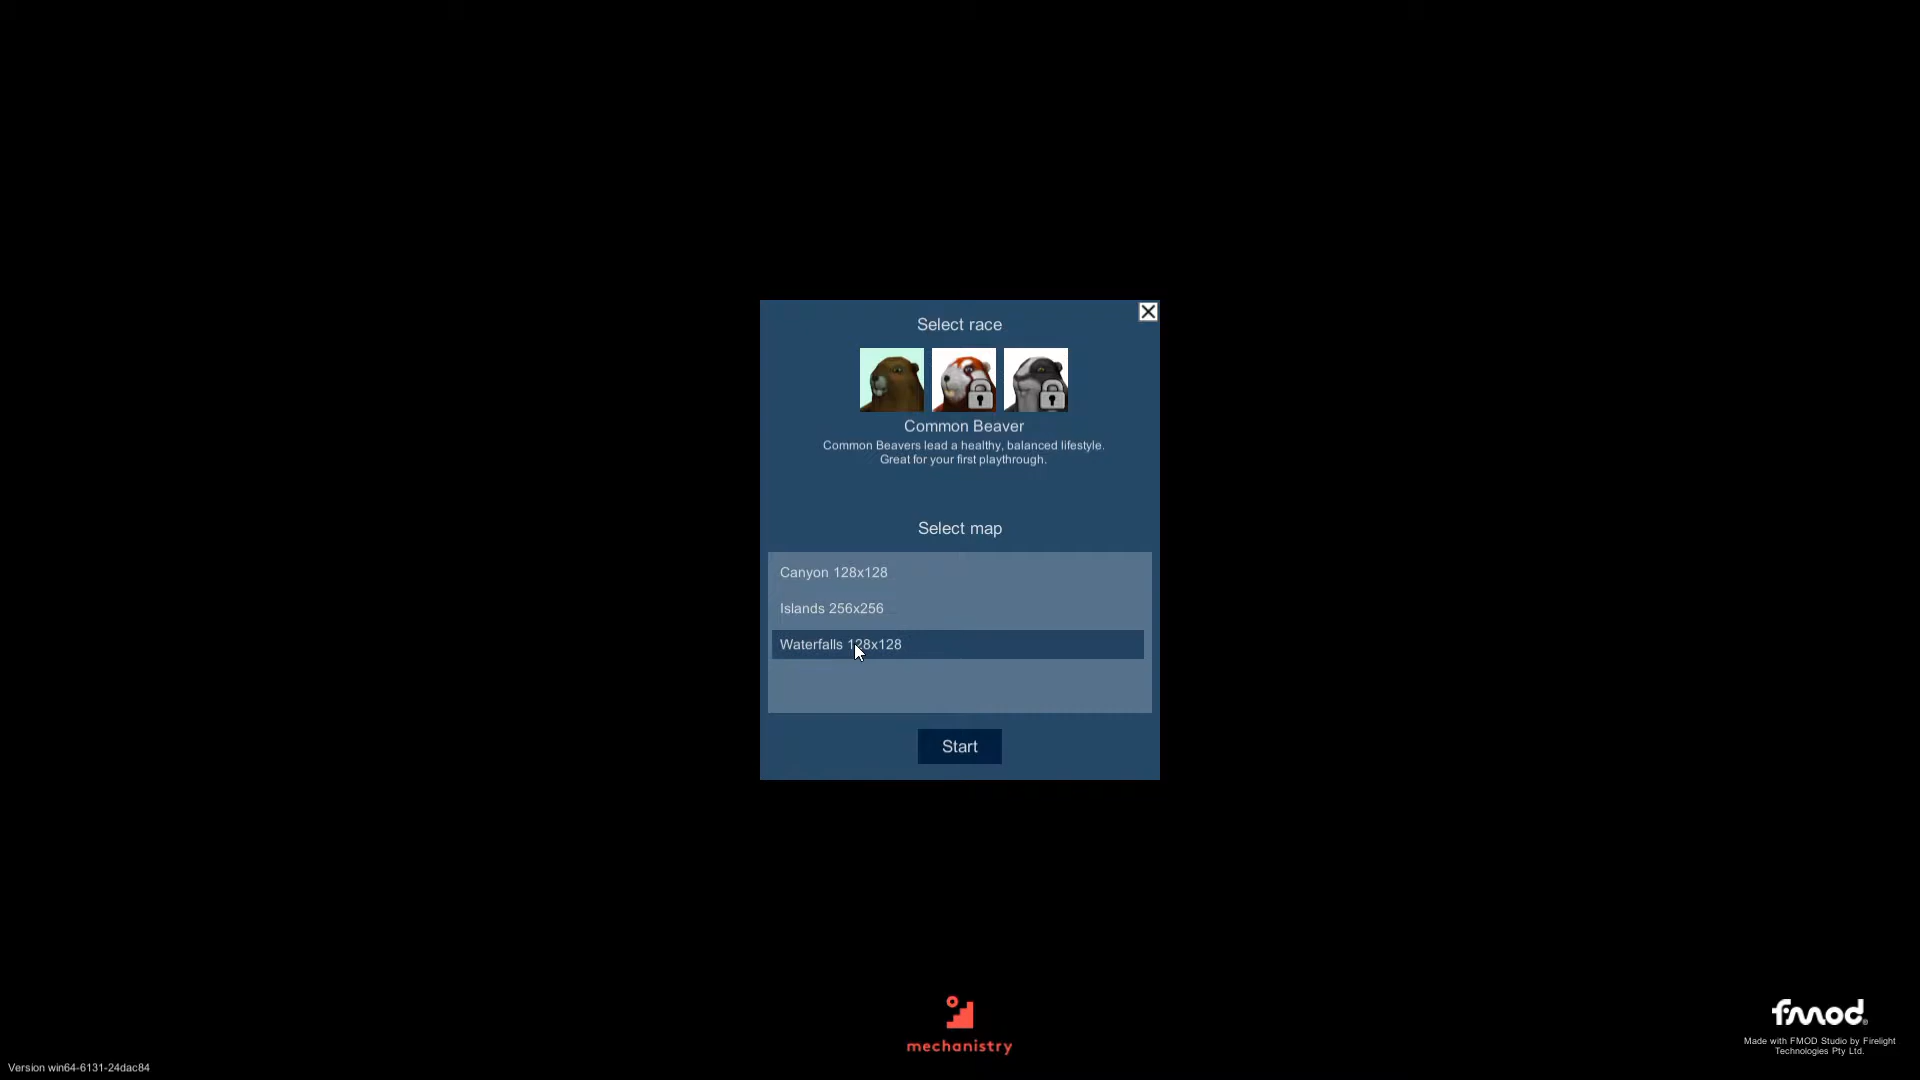 Select race
Common Beaver
Common Beavers lead a healthy, balanced lifestyle.
Great for your first playthrough.
Select map
Canyon 128x128
Islands 256x256
Waterfalls 128x128
Start
mechanistry
fmod®
Made with FMOD Studio by Firelight
Technologies Pty Ltd.
Version win64-6131-24dac84